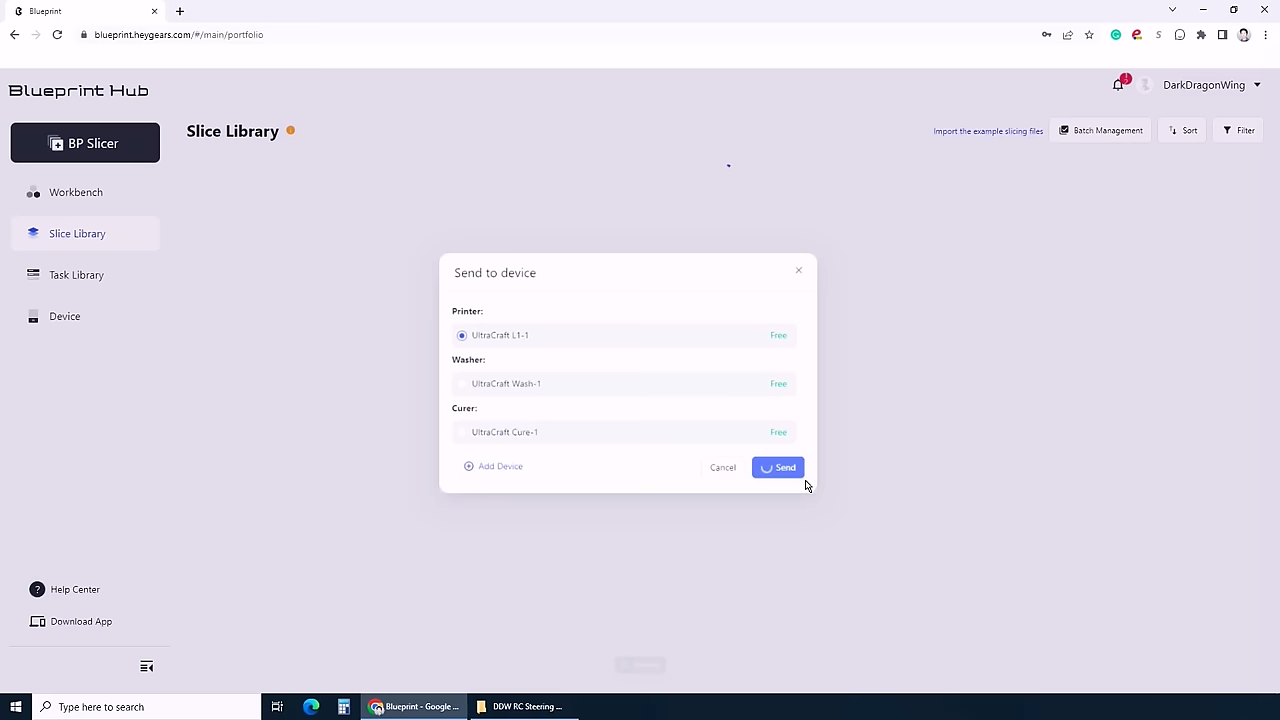 Blueprint
blueprint.heygears.com/#/main/portfolio
Blueprint Hub
DarkDragonWing
BP Slicer
Slice Library
Import the example slicing files
Batch Management
Sort
Filter
Workbench
Slice Library
Task Library
Device
Send to device
Printer:
UltraCraft L1-1 Free
Washer:
UltraCraft Wash-1 Free
Curer:
UltraCraft Cure-1 Free
Add Device
Cancel
Send
Help Center
Download App
Type here to search
Blueprint - Google ...
DDW RC Steering ...